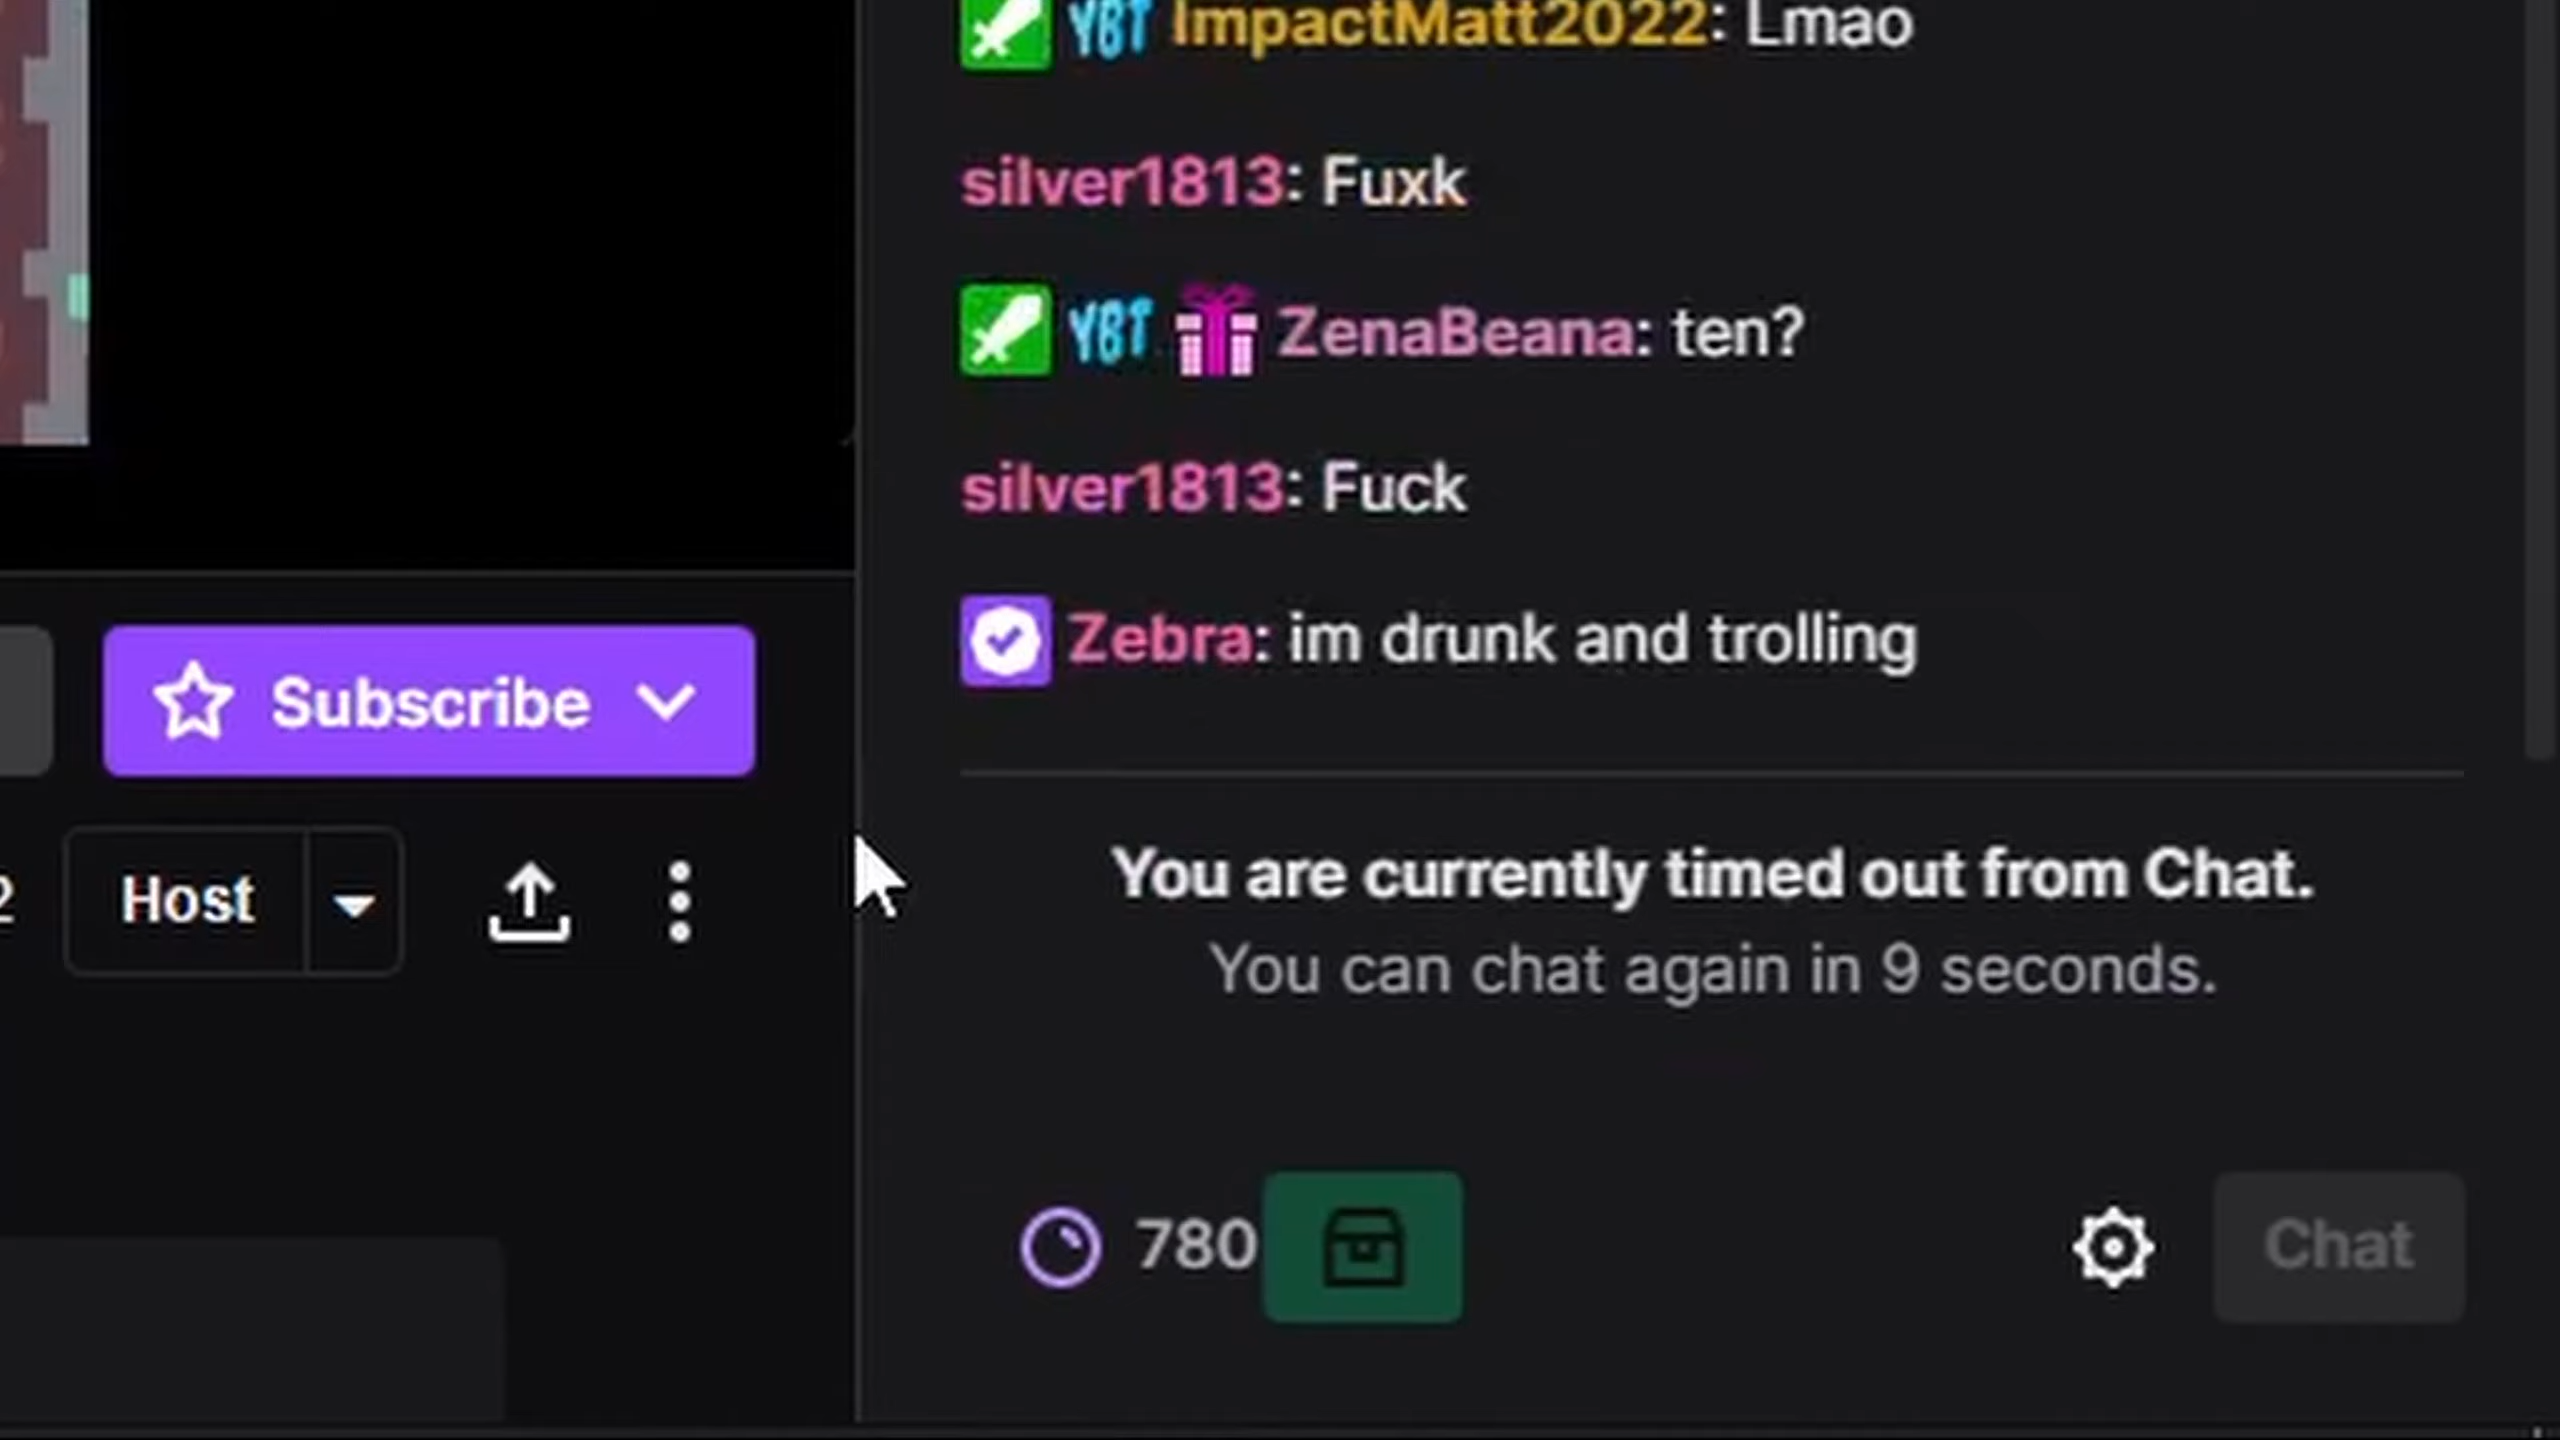 YBT ImpactMatt2022: Lmao
silver1813: Fuxk
YBT ZenaBeana: ten?
silver1813: Fuck
Zebra: im drunk and trolling
Subscribe
2 Host
You are currently timed out from Chat.
You can chat again in 9 seconds.
780
Chat